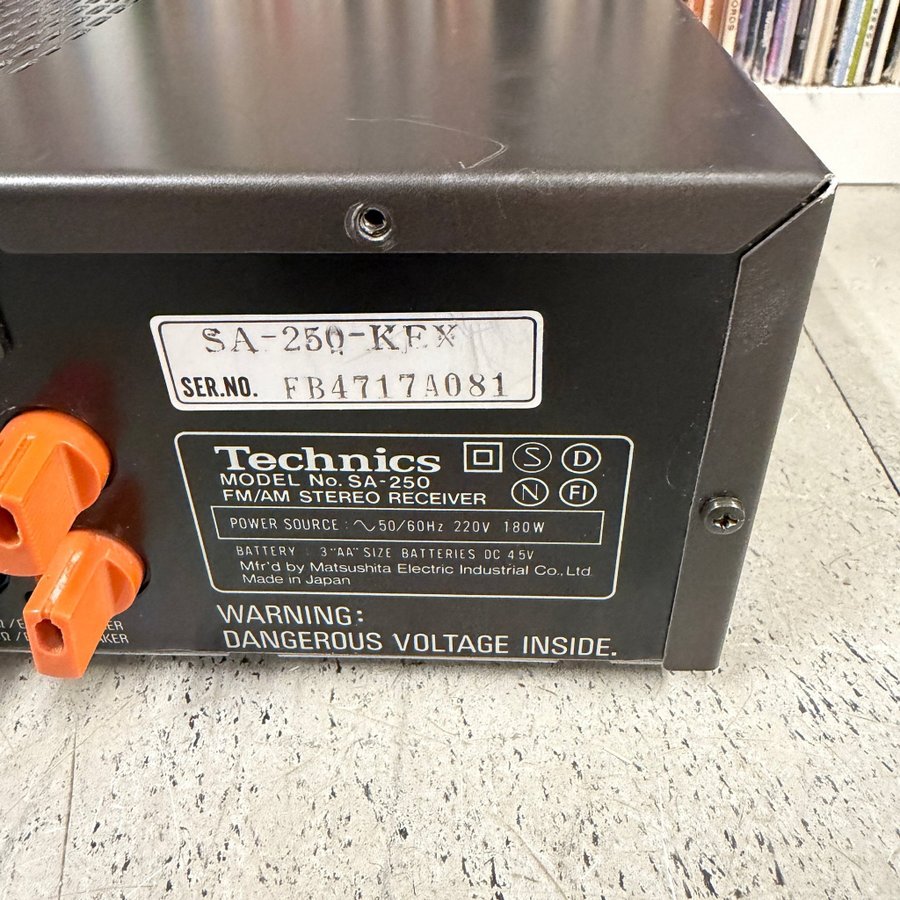 SA-250-KEX
SER.NO. FB4717A081
Technics S D
MODEL No. SA-250
FM/AM STEREO RECEIVER N FI
POWER SOURCE : ∿ 50/60Hz 220V 180W
BATTERY : 3 "AA" SIZE BATTERIES DC 4.5V
Mfr'd by Matsushita Electric Industrial Co., Ltd.
Made in Japan
WARNING:
DANGEROUS VOLTAGE INSIDE.